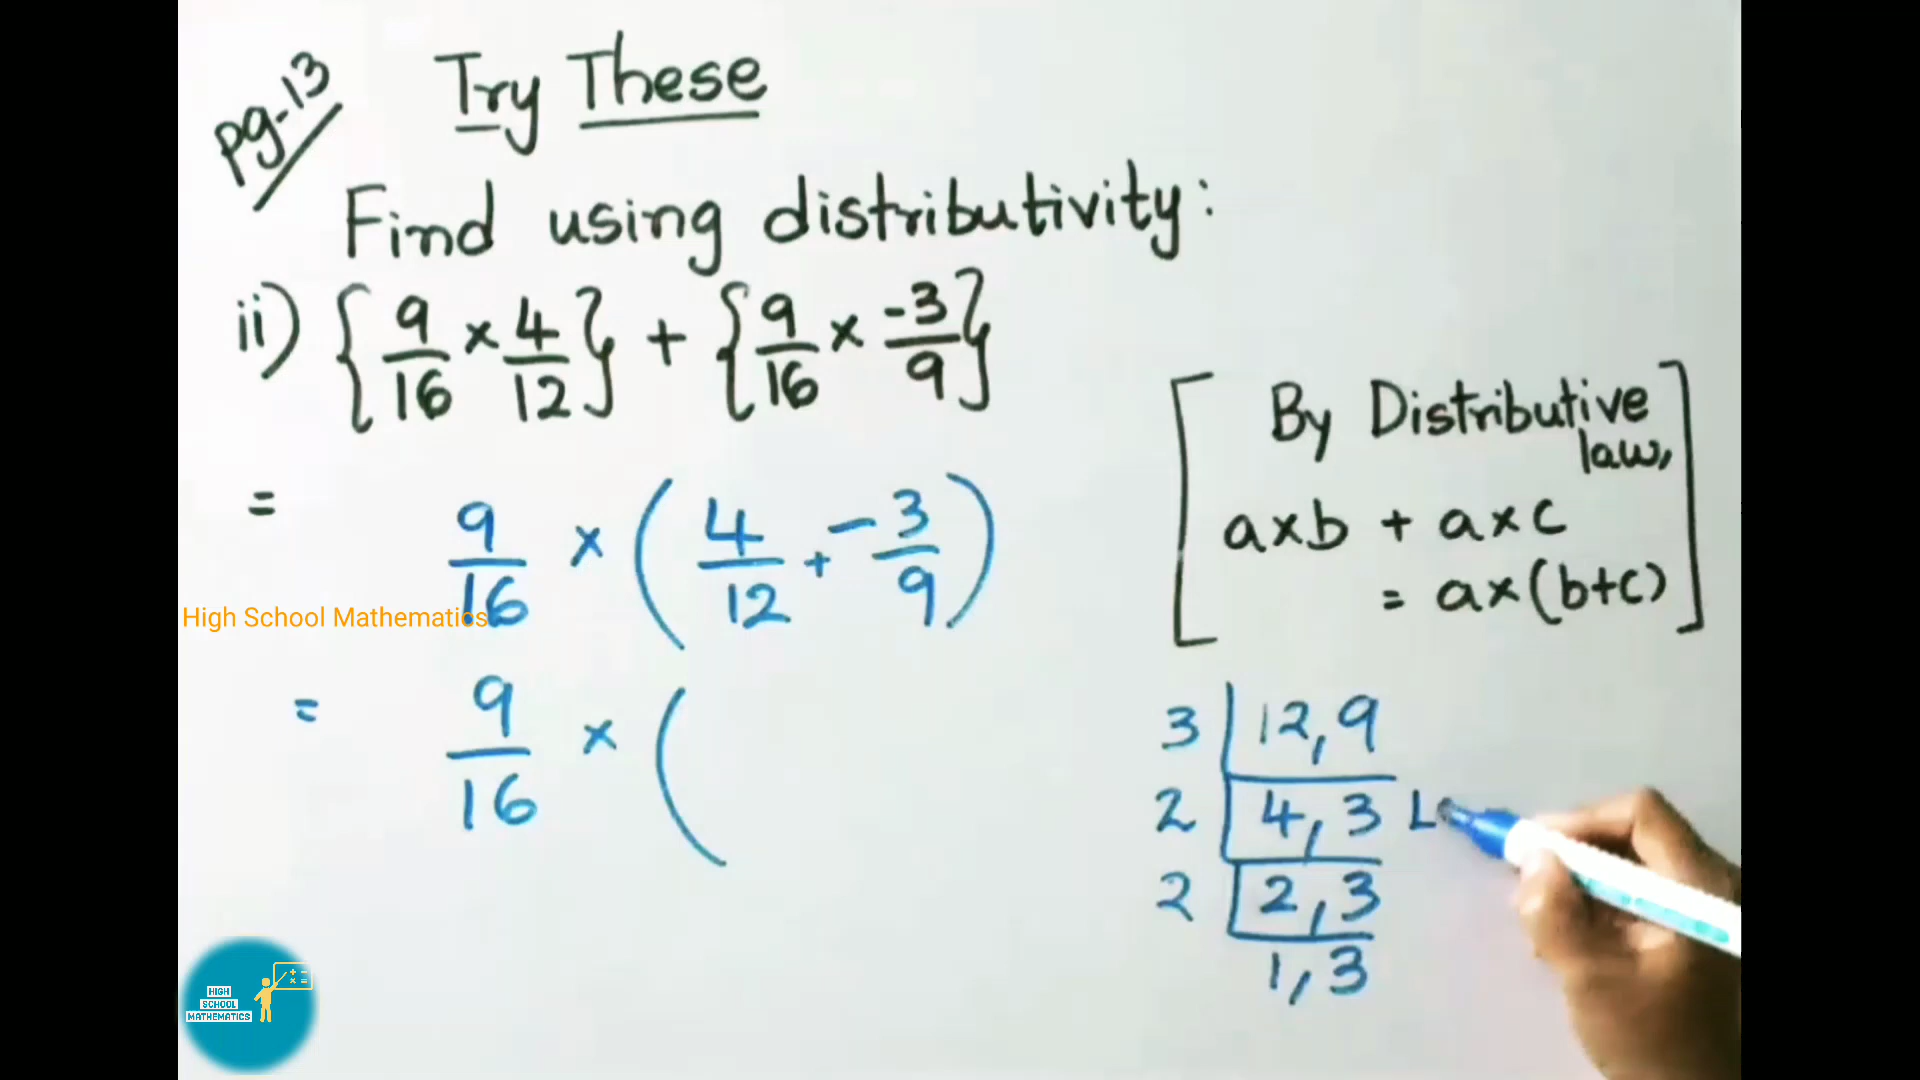 pg-13
Try These
Find using distributivity:
ii) {9/16 × 4/12} + {9/16 × -3/9}
= 9/16 × (4/12 + -3/9)
= 9/16 × (
[By Distributive
law,
a×b + a×c
= a×(b+c)]
3 | 12, 9
2 | 4, 3 L
2 | 2, 3
1, 3
High School Mathematics
HIGH
SCHOOL
MATHEMATICS